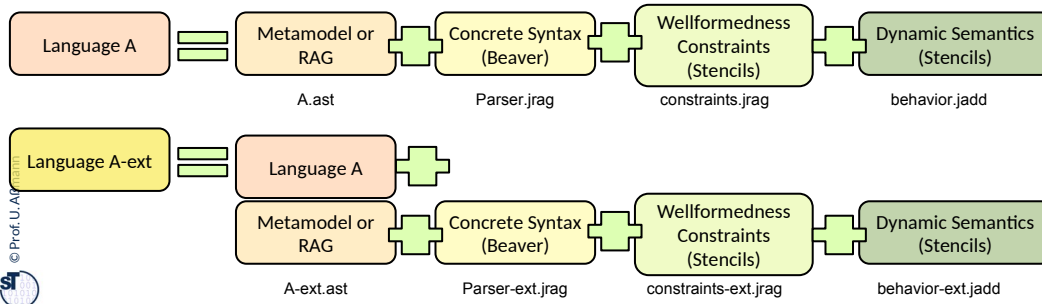 Language A
Metamodel or
RAG
Concrete Syntax
(Beaver)
Wellformedness
Constraints
(Stencils)
Dynamic Semantics
(Stencils)
A.ast
Parser.jrag
constraints.jrag
behavior.jadd
Language A-ext
Language A
Metamodel or
RAG
Concrete Syntax
(Beaver)
Wellformedness
Constraints
(Stencils)
Dynamic Semantics
(Stencils)
A-ext.ast
Parser-ext.jrag
constraints-ext.jrag
behavior-ext.jadd
© Prof. U. Aßmann
ST